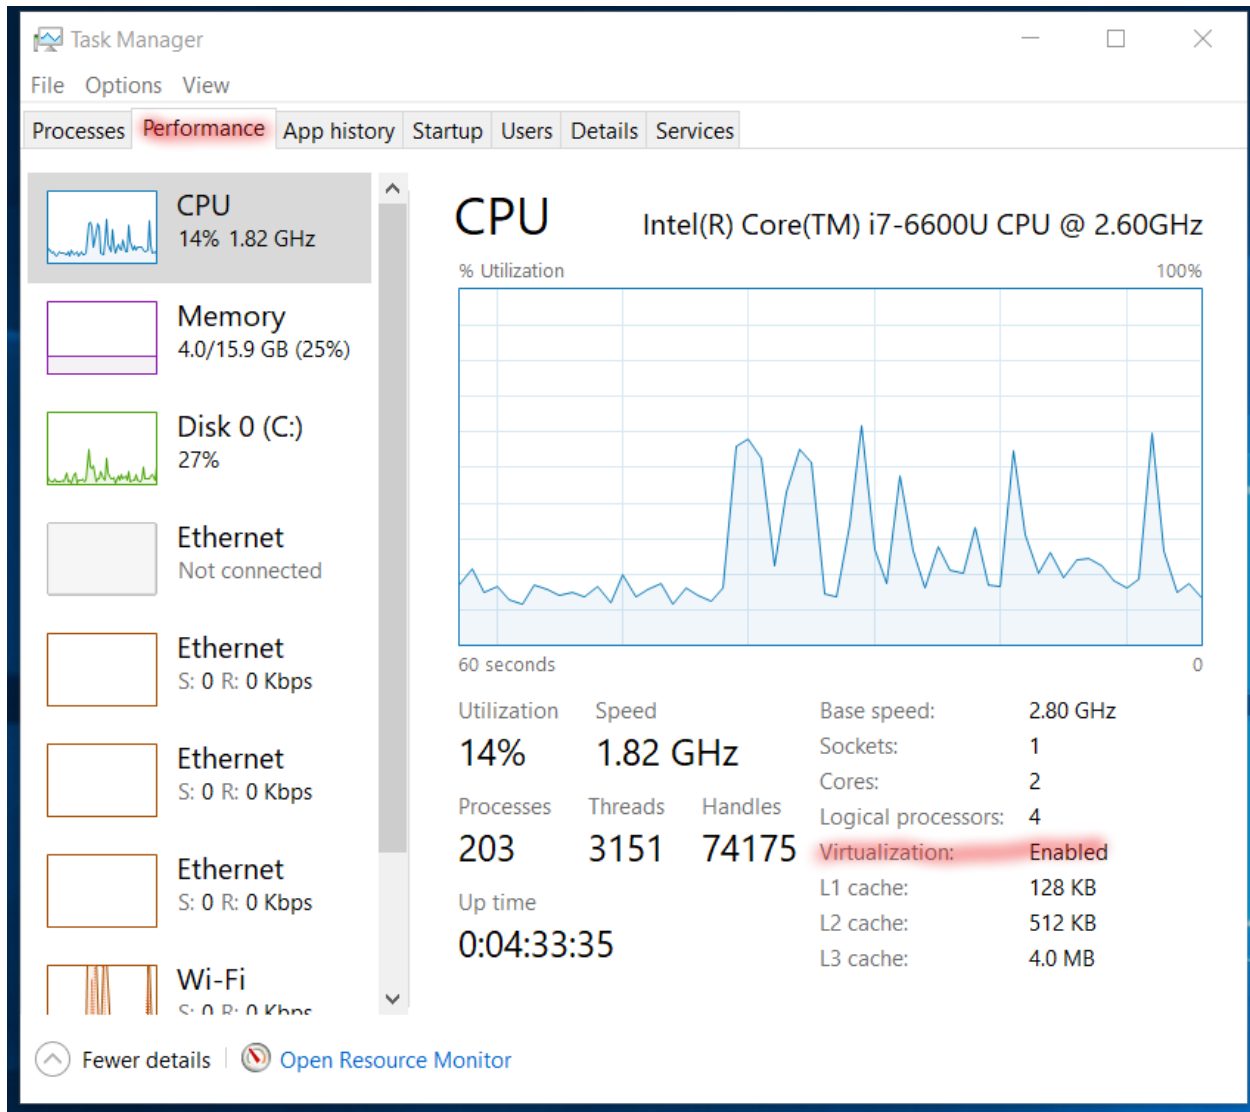 Task Manager
File Options View
Processes Performance App history Startup Users Details Services
CPU
14% 1.82 GHz
Memory
4.0/15.9 GB (25%)
Disk 0 (C:)
27%
Ethernet
Not connected
Ethernet
S: 0 R: 0 Kbps
Ethernet
S: 0 R: 0 Kbps
Ethernet
S: 0 R: 0 Kbps
Wi-Fi
S: 0 R: 0 Kbps
CPU Intel(R) Core(TM) i7-6600U CPU @ 2.60GHz
% Utilization 100%
60 seconds 0
Utilization Speed
14% 1.82 GHz
Processes Threads Handles
203 3151 74175
Up time
0:04:33:35
Base speed: 2.80 GHz
Sockets: 1
Cores: 2
Logical processors: 4
Virtualization: Enabled
L1 cache: 128 KB
L2 cache: 512 KB
L3 cache: 4.0 MB
Fewer details Open Resource Monitor